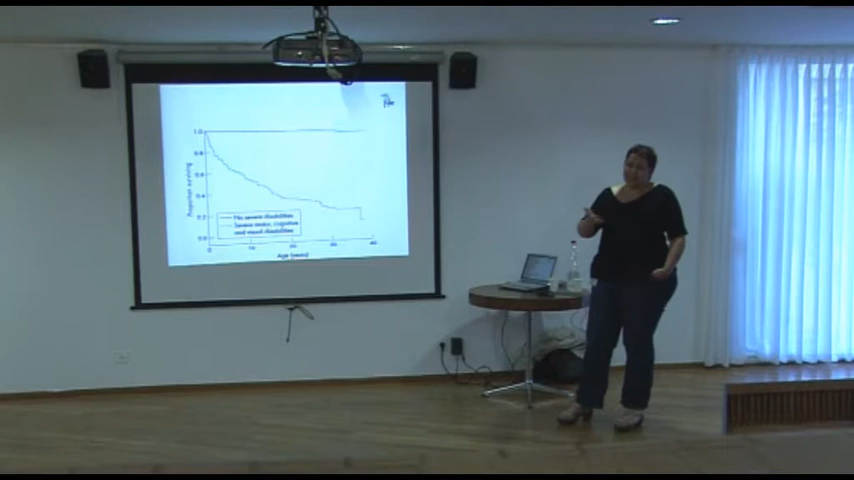 1.0
0.8
0.6
0.4
0.2
0.0
Proportion surviving
No severe disabilities
Severe motor, cognitive
and visual disabilities
0
10
20
30
40
Age (years)